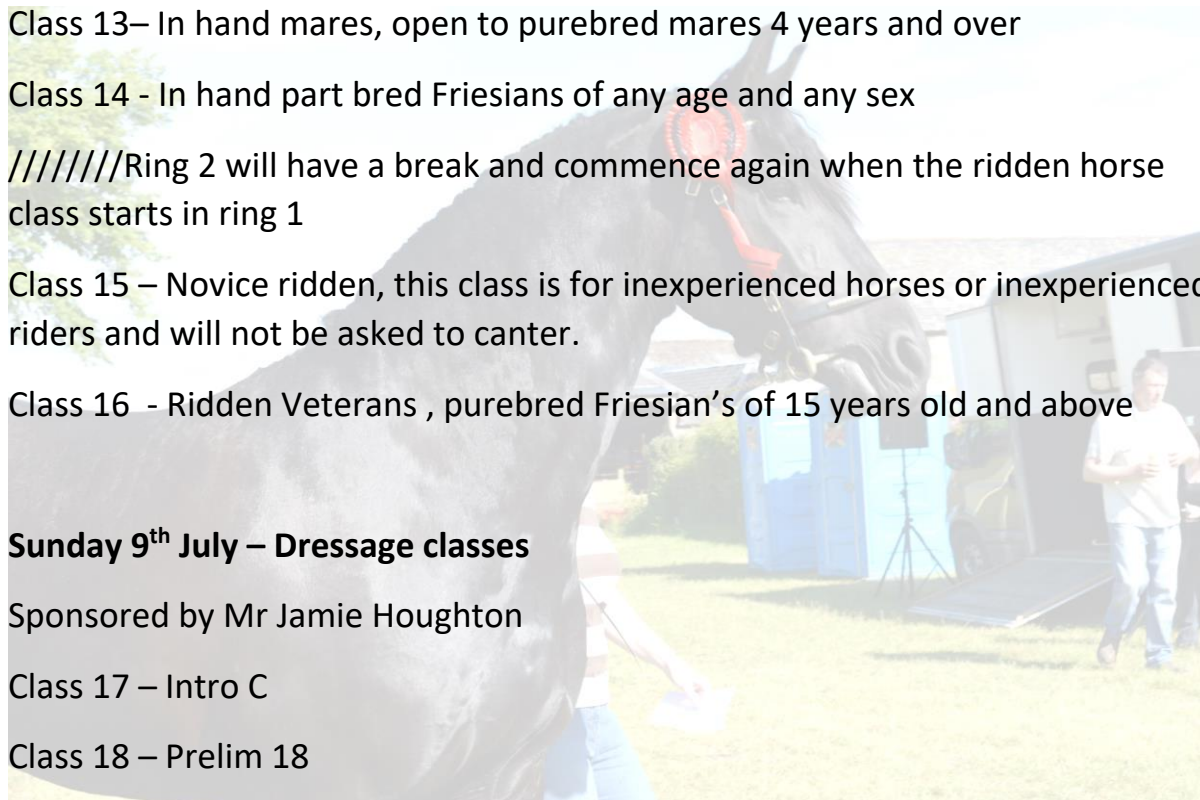 Class 13– In hand mares, open to purebred mares 4 years and over
Class 14 - In hand part bred Friesians of any age and any sex
////////Ring 2 will have a break and commence again when the ridden horse
class starts in ring 1
Class 15 – Novice ridden, this class is for inexperienced horses or inexperienced
riders and will not be asked to canter.
Class 16  - Ridden Veterans , purebred Friesian’s of 15 years old and above
Sunday 9th July – Dressage classes
Sponsored by Mr Jamie Houghton
Class 17 – Intro C
Class 18 – Prelim 18